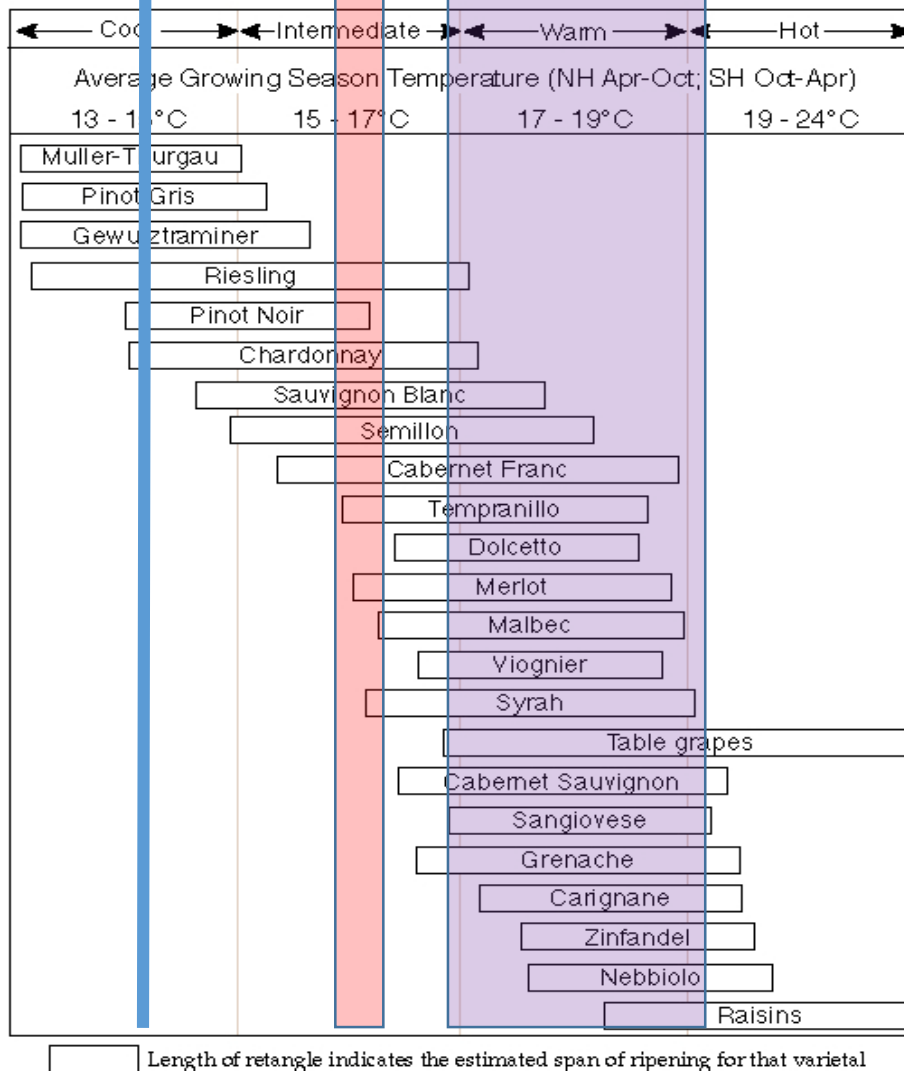 Coo Intermediate Warm Hot
Average Growing Season Temperature (NH Apr-Oct; SH Oct-Apr)
13 - 1 °C 15 - 17°C 17 - 19°C 19 - 24°C
Muller-Thurgau
Pinot Gris
Gewurztraminer
Riesling
Pinot Noir
Chardonnay
Sauvignon Blanc
Semillon
Cabernet Franc
Tempranillo
Dolcetto
Merlot
Malbec
Viognier
Syrah
Table grapes
Cabernet Sauvignon
Sangiovese
Grenache
Carignane
Zinfandel
Nebbiolo
Raisins
Length of retangle indicates the estimated span of ripening for that varietal